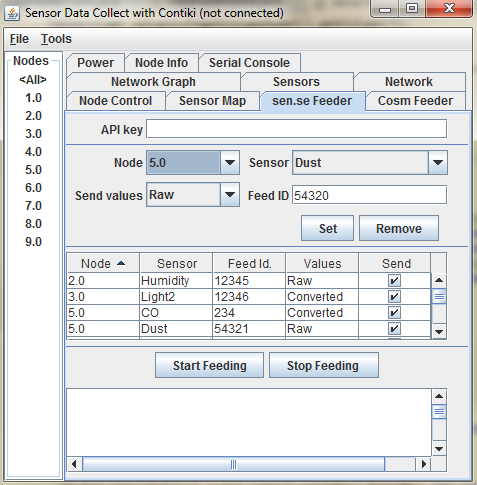 Sensor Data Collect with Contiki (not connected)
File Tools
Nodes
<All>
1.0
2.0
3.0
4.0
5.0
6.0
7.0
8.0
9.0
Power Node Info Serial Console
Network Graph Sensors Network
Node Control Sensor Map sen.se Feeder Cosm Feeder
API key
Node 5.0 Sensor Dust
Send values Raw Feed ID 54320
Set Remove
Node Sensor Feed Id. Values Send
2.0 Humidity 12345 Raw
3.0 Light2 12346 Converted
5.0 CO 234 Converted
5.0 Dust 54321 Raw
Start Feeding Stop Feeding